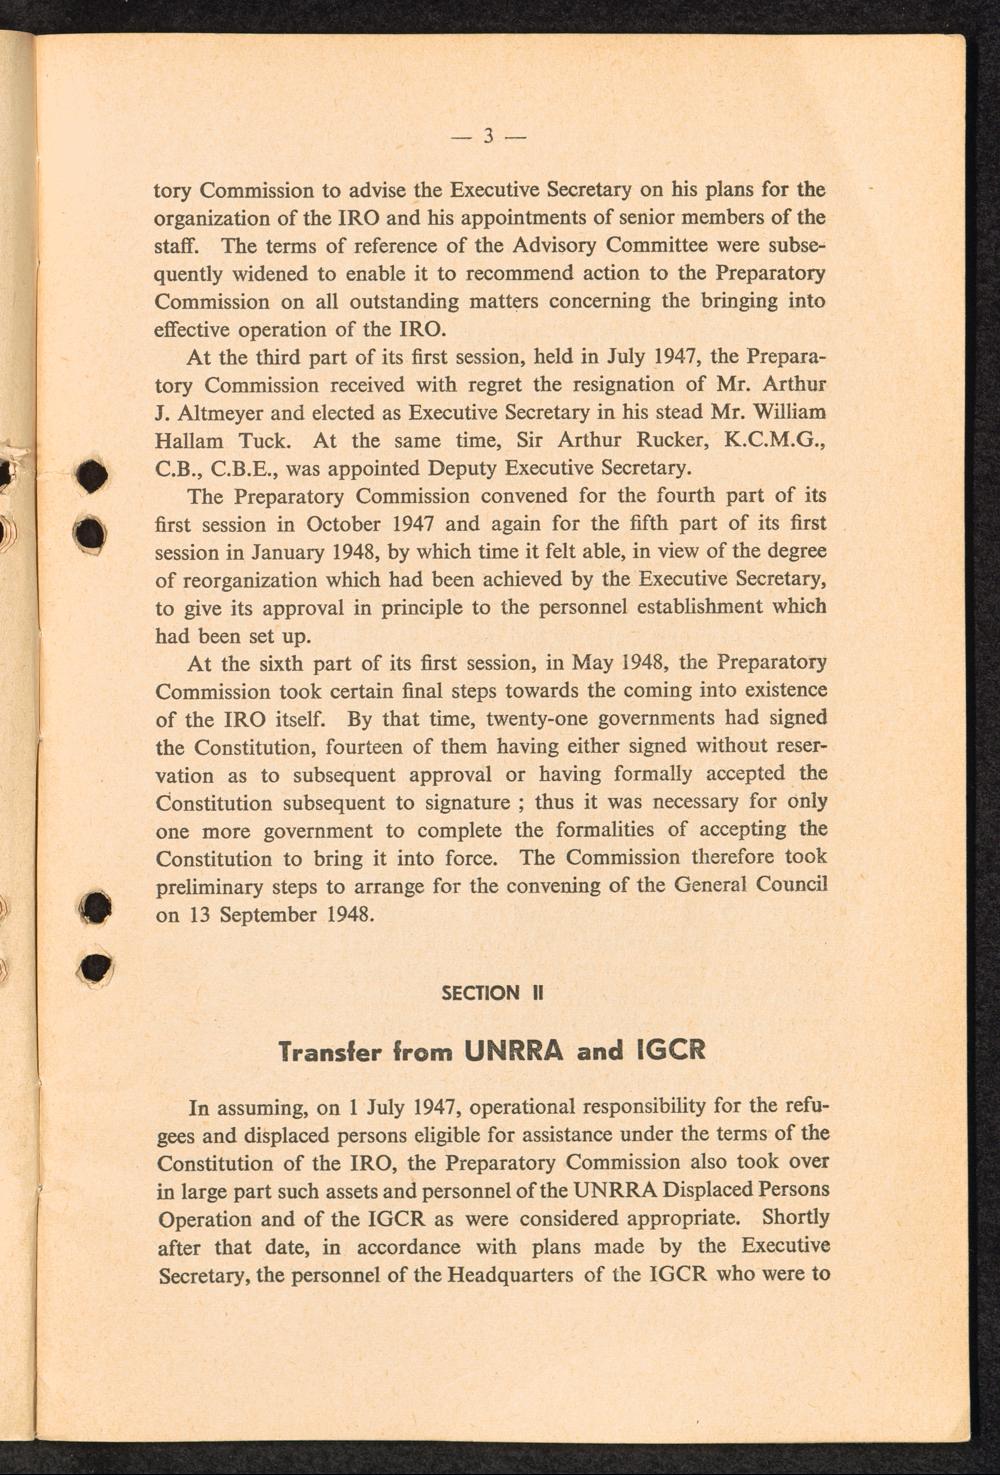 — 3 —
tory Commission to advise the Executive Secretary on his plans for the
organization of the IRO and his appointments of senior members of the
staff. The terms of reference of the Advisory Committee were subse-
quently widened to enable it to recommend action to the Preparatory
Commission on all outstanding matters concerning the bringing into
effective operation of the IRO.
At the third part of its first session, held in July 1947, the Prepara-
tory Commission received with regret the resignation of Mr. Arthur
J. Altmeyer and elected as Executive Secretary in his stead Mr. William
Hallam Tuck. At the same time, Sir Arthur Rucker, K.C.M.G.,
C.B., C.B.E., was appointed Deputy Executive Secretary.
The Preparatory Commission convened for the fourth part of its
first session in October 1947 and again for the fifth part of its first
session in January 1948, by which time it felt able, in view of the degree
of reorganization which had been achieved by the Executive Secretary,
to give its approval in principle to the personnel establishment which
had been set up.
At the sixth part of its first session, in May 1948, the Preparatory
Commission took certain final steps towards the coming into existence
of the IRO itself. By that time, twenty-one governments had signed
the Constitution, fourteen of them having either signed without reser-
vation as to subsequent approval or having formally accepted the
Constitution subsequent to signature ; thus it was necessary for only
one more government to complete the formalities of accepting the
Constitution to bring it into force. The Commission therefore took
preliminary steps to arrange for the convening of the General Council
on 13 September 1948.
SECTION II
Transfer from UNRRA and IGCR
In assuming, on 1 July 1947, operational responsibility for the refu-
gees and displaced persons eligible for assistance under the terms of the
Constitution of the IRO, the Preparatory Commission also took over
in large part such assets and personnel of the UNRRA Displaced Persons
Operation and of the IGCR as were considered appropriate. Shortly
after that date, in accordance with plans made by the Executive
Secretary, the personnel of the Headquarters of the IGCR who were to